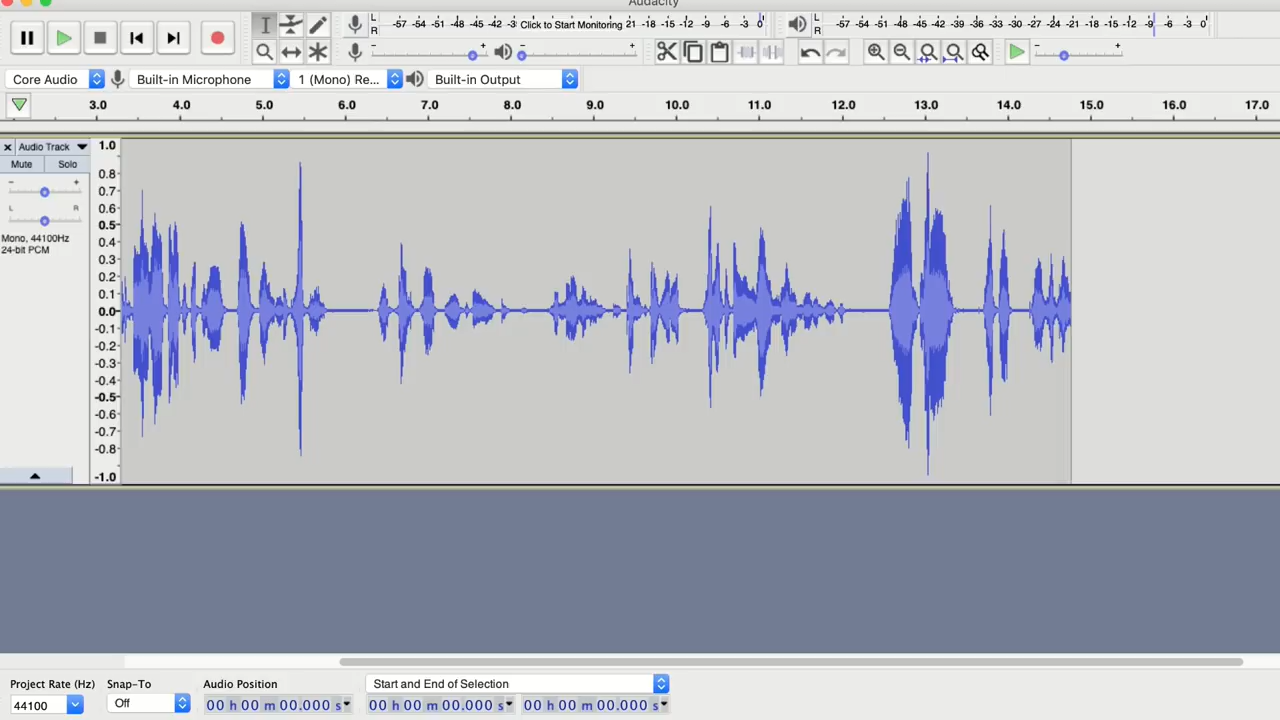 Audacity
L
R
-57 -54 -51 -48 -45 -42 -3 Click to Start Monitoring 21 -18 -15 -12 -9 -6 -3 0
L
R
-57 -54 -51 -48 -45 -42 -39 -36 -33 -30 -27 -24 -21 -18 -15 -12 -9 -6 -3 0
- + - +
- +
Core Audio Built-in Microphone 1 (Mono) Re... Built-in Output
3.0 4.0 5.0 6.0 7.0 8.0 9.0 10.0 11.0 12.0 13.0 14.0 15.0 16.0 17.0
Audio Track
Mute Solo
- +
L R
Mono, 44100Hz
24-bit PCM
1.0
0.8
0.7
0.6
0.5
0.4
0.3
0.2
0.1
0.0
-0.1
-0.2
-0.3
-0.4
-0.5
-0.6
-0.7
-0.8
-1.0
Project Rate (Hz) Snap-To Audio Position Start and End of Selection
44100 Off 00 h 00 m 00.000 s 00 h 00 m 00.000 s 00 h 00 m 00.000 s